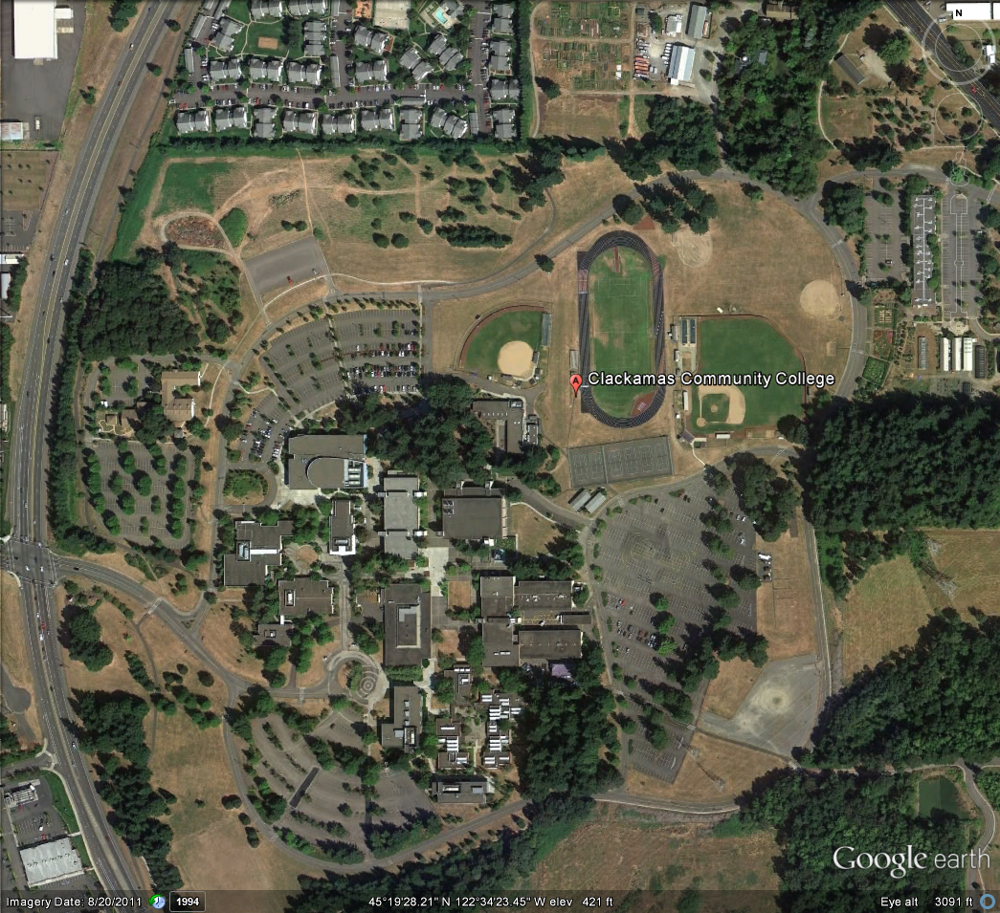 N
A
Clackamas Community College
Google earth
Imagery Date: 8/20/2011
1994
45°19'28.21" N 122°34'23.45" W elev 421 ft
Eye alt 3091 ft